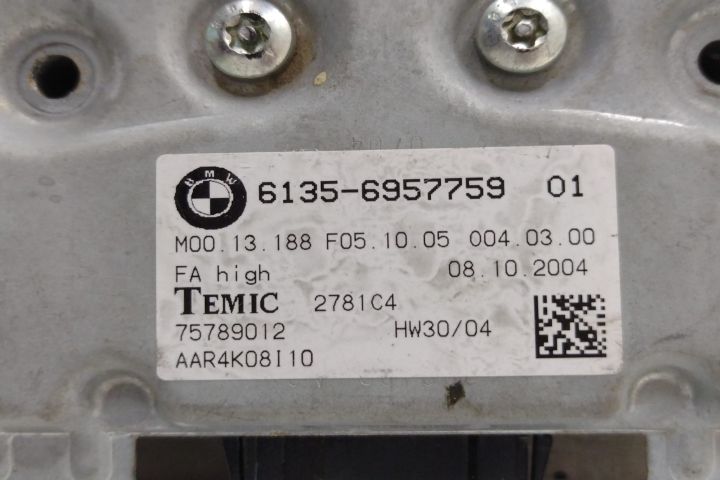 BMW 6135-6957759 01
M00.13.188 F05.10.05 004.03.00
FA high 08.10.2004
TEMIC 2781C4
75789012 HW30/04
AAR4K08I10